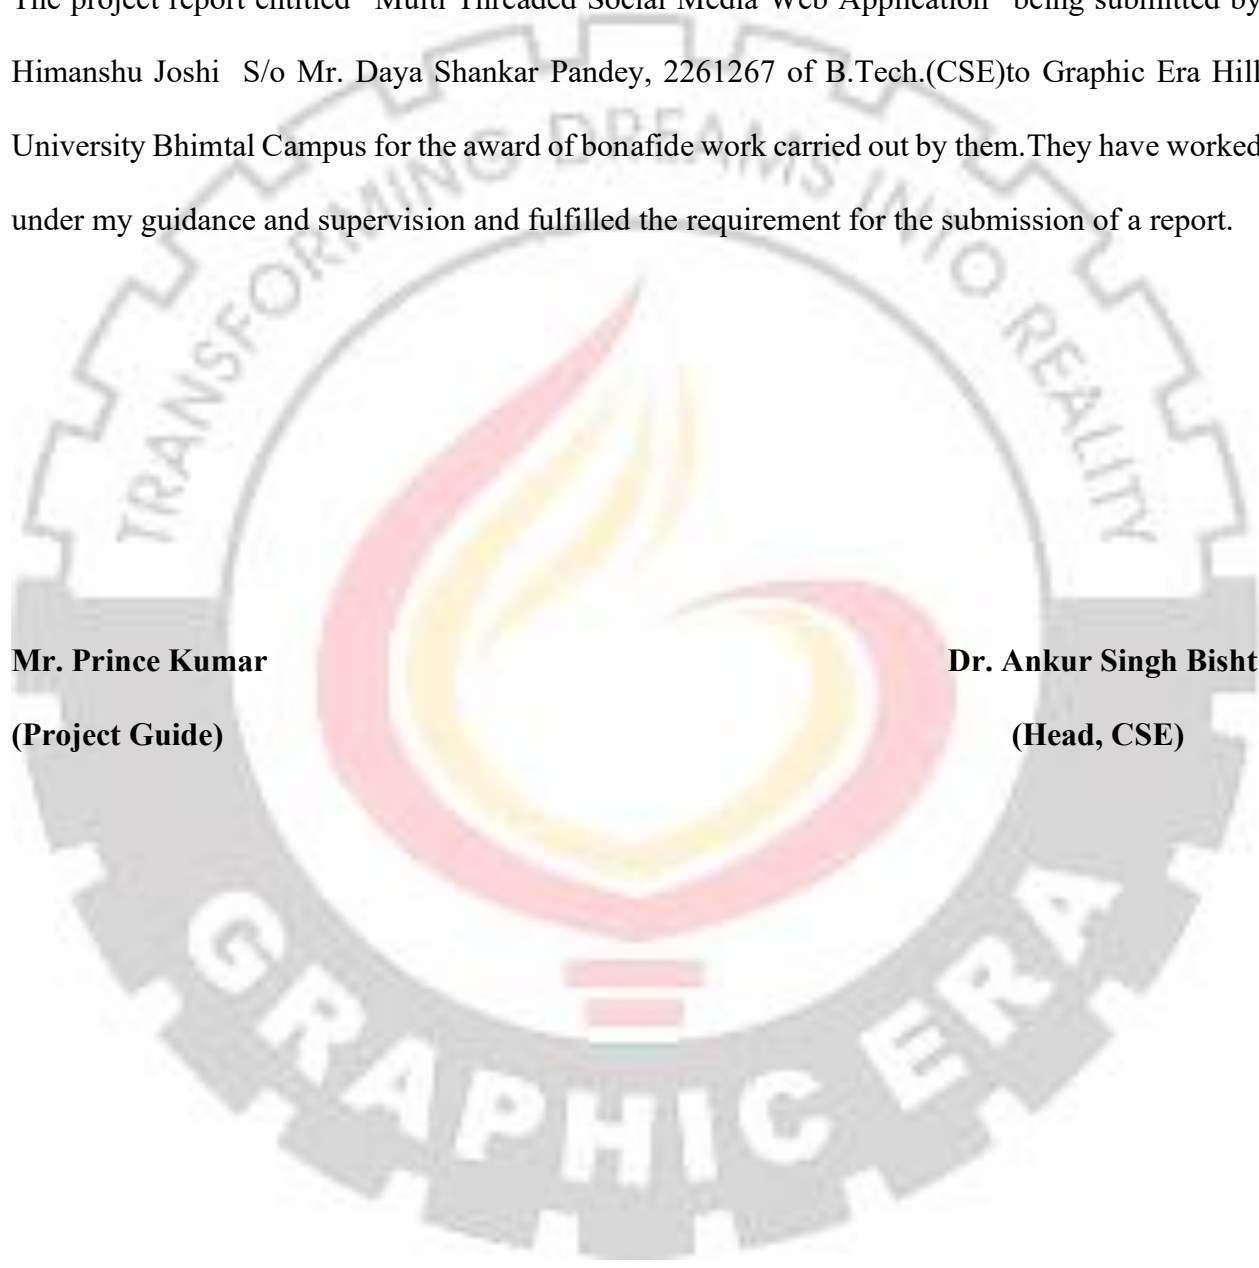 The project report entitled "Multi Threaded Social Media Web Application" being submitted by
Himanshu Joshi S/o Mr. Daya Shankar Pandey, 2261267 of B.Tech.(CSE)to Graphic Era Hill
University Bhimtal Campus for the award of bonafide work carried out by them.They have worked
under my guidance and supervision and fulfilled the requirement for the submission of a report.
TRANSFORMING DREAMS INTO REALITY
Mr. Prince Kumar
Dr. Ankur Singh Bisht
(Project Guide)
(Head, CSE)
GRAPHIC ERA